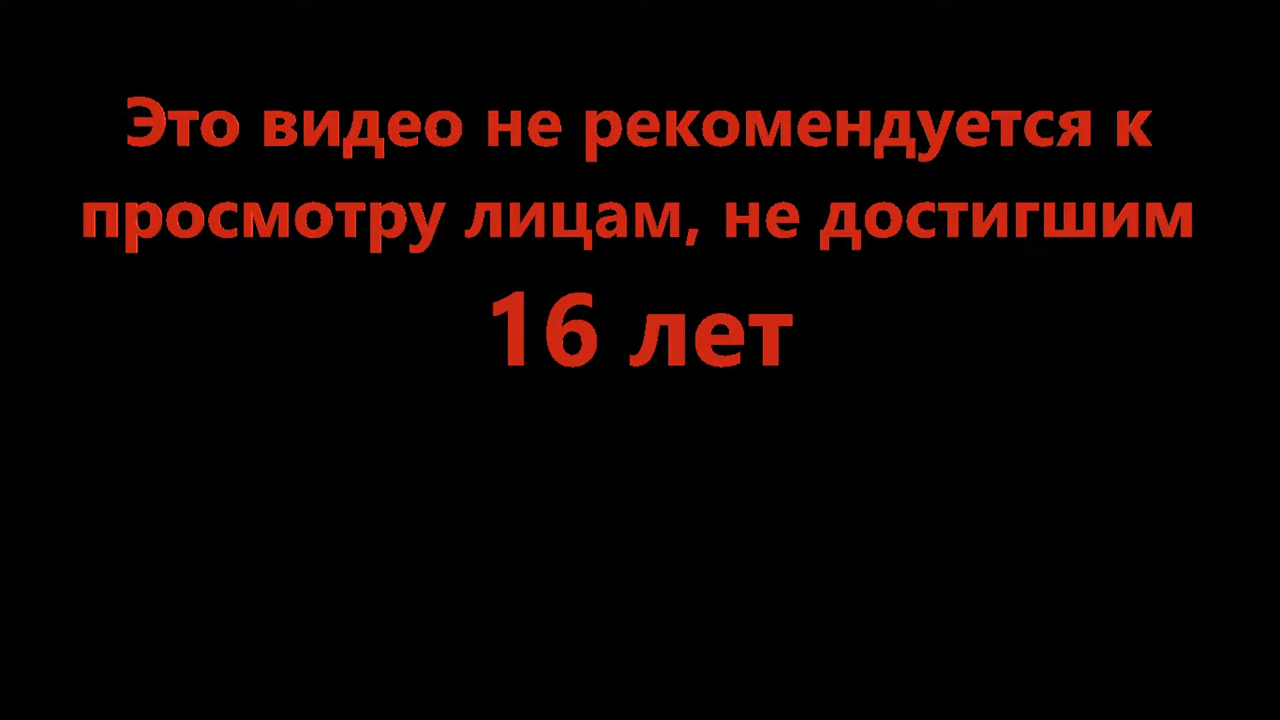 Это видео не рекомендуется к
просмотру лицам, не достигшим
16 лет